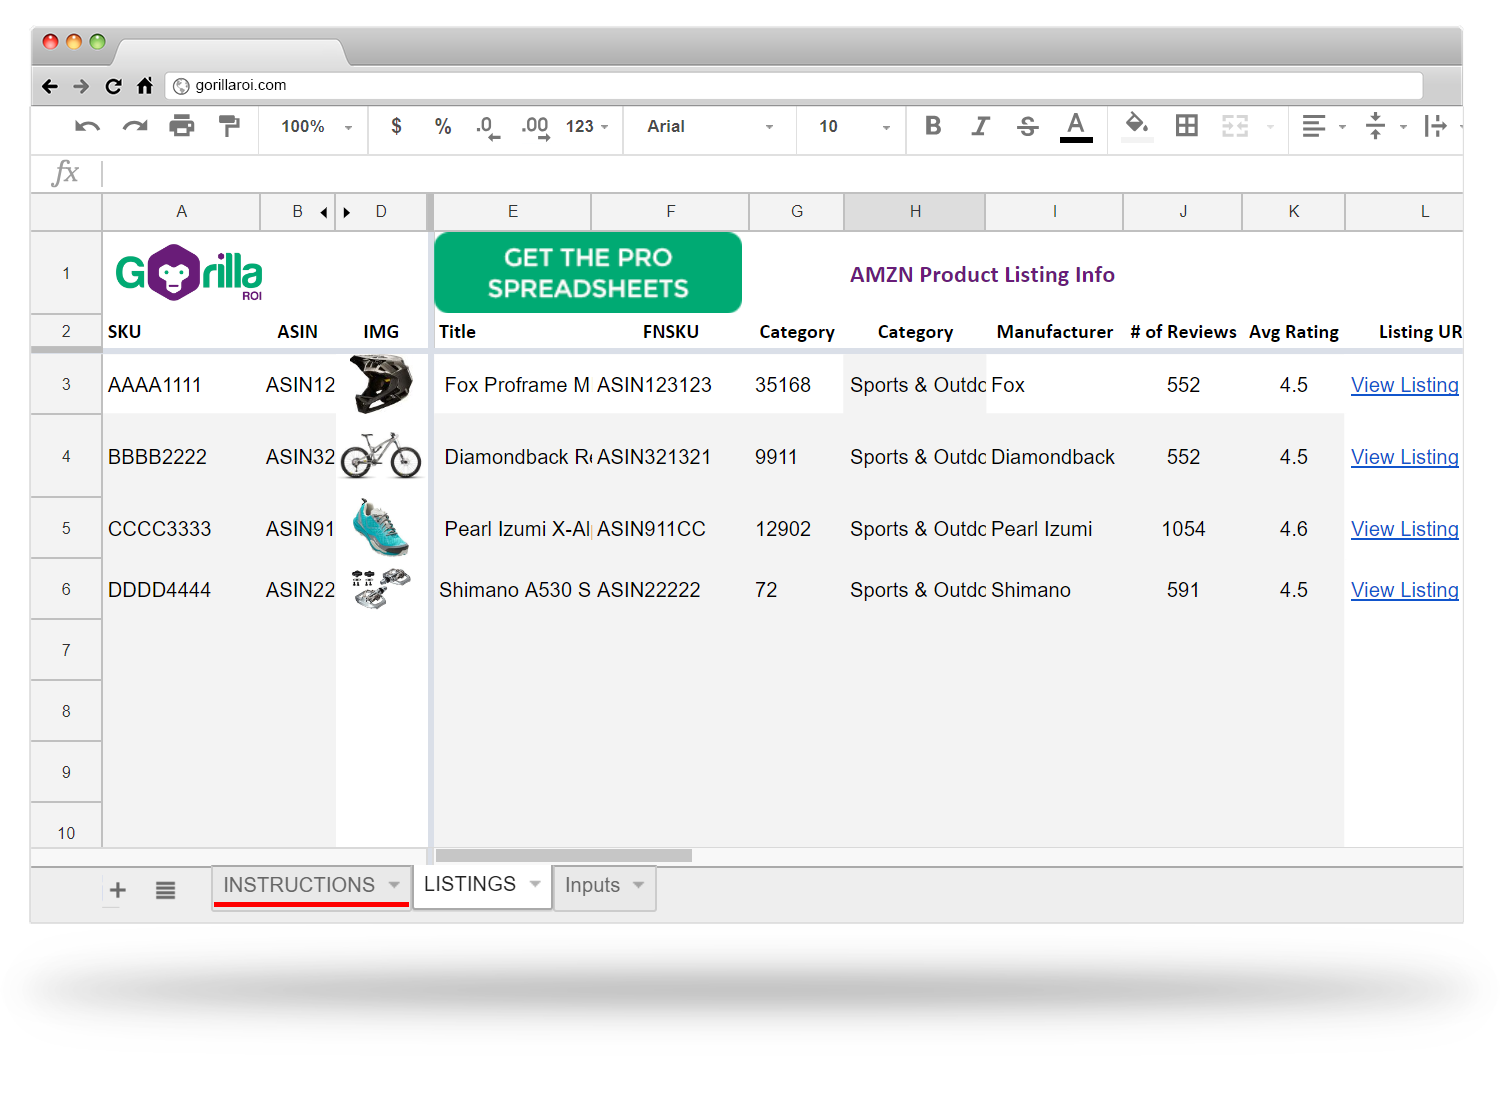 gorillaroi.com
100% $ % .0 .00 123 Arial 10 B I S A
fx
A B D E F G H I J K L
1 Gorilla ROI GET THE PRO SPREADSHEETS AMZN Product Listing Info
2 SKU ASIN IMG Title FNSKU Category Category Manufacturer # of Reviews Avg Rating Listing UR
3 AAAA1111 ASIN12 Fox Proframe M ASIN123123 35168 Sports & Outdo Fox 552 4.5 View Listing
4 BBBB2222 ASIN32 Diamondback Re ASIN321321 9911 Sports & Outdo Diamondback 552 4.5 View Listing
5 CCCC3333 ASIN91 Pearl Izumi X-Al ASIN911CC 12902 Sports & Outdo Pearl Izumi 1054 4.6 View Listing
6 DDDD4444 ASIN22 Shimano A530 S ASIN22222 72 Sports & Outdo Shimano 591 4.5 View Listing
7
8
9
10
INSTRUCTIONS LISTINGS Inputs